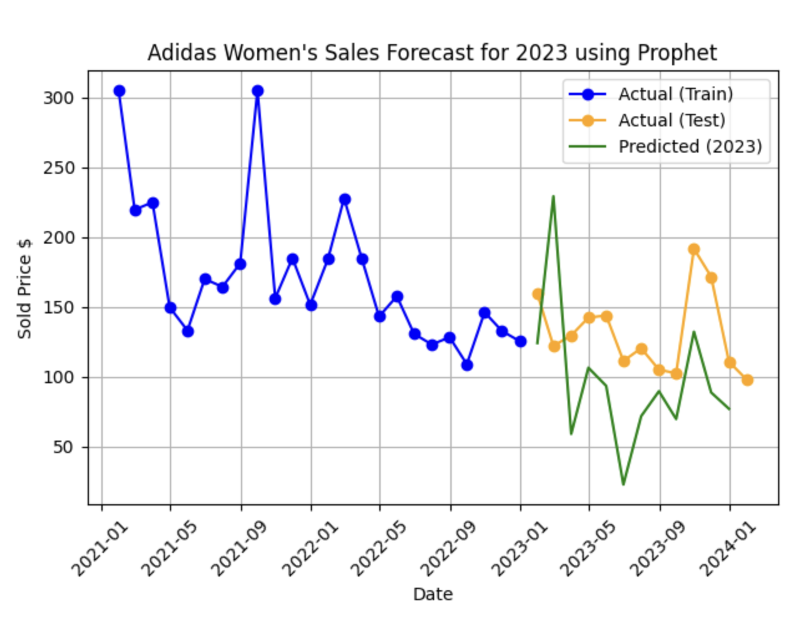 Adidas Women's Sales Forecast for 2023 using Prophet
Actual (Train)
Actual (Test)
Predicted (2023)
300
250
200
150
100
50
Sold Price $
2021-01
2021-05
2021-09
2022-01
2022-05
2022-09
2023-01
2023-05
2023-09
2024-01
Date